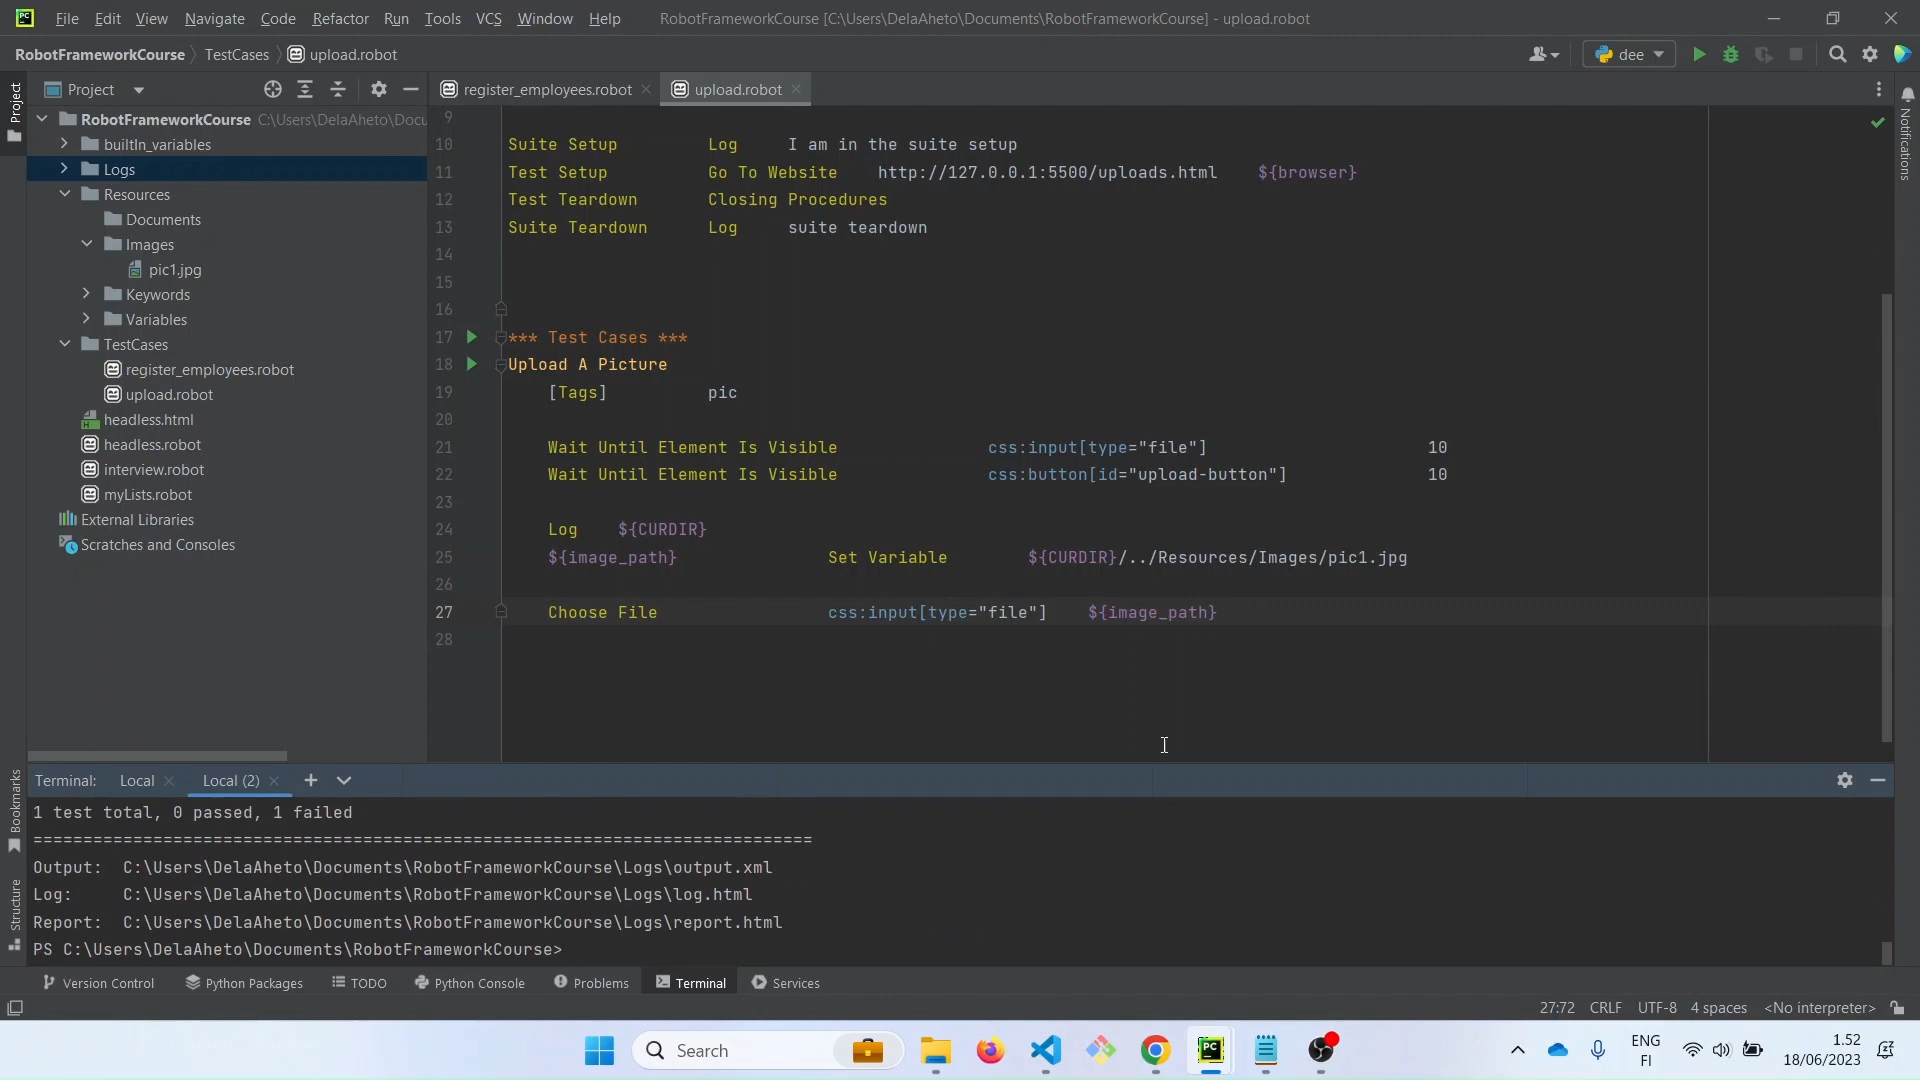 File Edit View Navigate Code Refactor Run Tools VCS Window Help RobotFrameworkCourse [C:\Users\DelaAheto\Documents\RobotFrameworkCourse] - upload.robot
RobotFrameworkCourse TestCases upload.robot
dee
Project
register_employees.robot
upload.robot
Project
RobotFrameworkCourse C:\Users\DelaAheto\Docu
builtIn_variables
Logs
Resources
Documents
Images
pic1.jpg
Keywords
Variables
TestCases
register_employees.robot
upload.robot
headless.html
headless.robot
interview.robot
myLists.robot
External Libraries
Scratches and Consoles
9
10 Suite Setup Log I am in the suite setup
11 Test Setup Go To Website http://127.0.0.1:5500/uploads.html ${browser}
12 Test Teardown Closing Procedures
13 Suite Teardown Log suite teardown
14
15
16
17 *** Test Cases ***
18 Upload A Picture
19 [Tags] pic
20
21 Wait Until Element Is Visible css:input[type="file"] 10
22 Wait Until Element Is Visible css:button[id="upload-button"] 10
23
24 Log ${CURDIR}
25 ${image_path} Set Variable ${CURDIR}/../Resources/Images/pic1.jpg
26
27 Choose File css:input[type="file"] ${image_path}
28
Notifications
Bookmarks
Structure
Terminal: Local Local (2)
1 test total, 0 passed, 1 failed
==============================================================================
Output: C:\Users\DelaAheto\Documents\RobotFrameworkCourse\Logs\output.xml
Log: C:\Users\DelaAheto\Documents\RobotFrameworkCourse\Logs\log.html
Report: C:\Users\DelaAheto\Documents\RobotFrameworkCourse\Logs\report.html
PS C:\Users\DelaAheto\Documents\RobotFrameworkCourse>
Version Control Python Packages TODO Python Console Problems Terminal Services
27:72 CRLF UTF-8 4 spaces <No interpreter>
Search
ENG
FI
1.52
18/06/2023